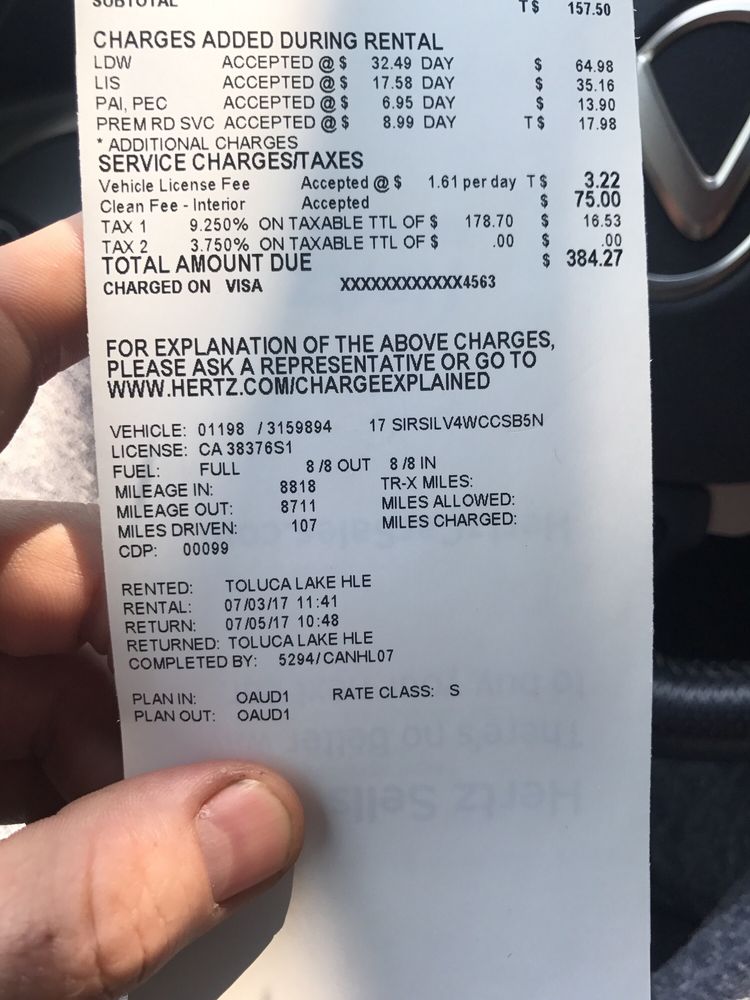 SUBTOTAL T$ 157.50
CHARGES ADDED DURING RENTAL
LDW ACCEPTED @ $ 32.49 DAY $ 64.98
LIS ACCEPTED @ $ 17.58 DAY $ 35.16
PAI, PEC ACCEPTED @ $ 6.95 DAY $ 13.90
PREM RD SVC ACCEPTED @ $ 8.99 DAY T$ 17.98
* ADDITIONAL CHARGES
SERVICE CHARGES/TAXES
Vehicle License Fee Accepted @ $ 1.61 per day T$ 3.22
Clean Fee - Interior Accepted $ 75.00
TAX 1 9.250% ON TAXABLE TTL OF $ 178.70 $ 16.53
TAX 2 3.750% ON TAXABLE TTL OF $ .00 $ .00
TOTAL AMOUNT DUE $ 384.27
CHARGED ON VISA XXXXXXXXXXXX4563
FOR EXPLANATION OF THE ABOVE CHARGES,
PLEASE ASK A REPRESENTATIVE OR GO TO
WWW.HERTZ.COM/CHARGEEXPLAINED
VEHICLE: 01198 / 3159894 17 SIRSILV4WCCSB5N
LICENSE: CA 38376S1
FUEL: FULL 8 /8 OUT 8 /8 IN
MILEAGE IN: 8818 TR-X MILES:
MILEAGE OUT: 8711 MILES ALLOWED:
MILES DRIVEN: 107 MILES CHARGED:
CDP: 00099
RENTED: TOLUCA LAKE HLE
RENTAL: 07/03/17 11:41
RETURN: 07/05/17 10:48
RETURNED: TOLUCA LAKE HLE
COMPLETED BY: 5294/CANHL07
PLAN IN: OAUD1 RATE CLASS: S
PLAN OUT: OAUD1